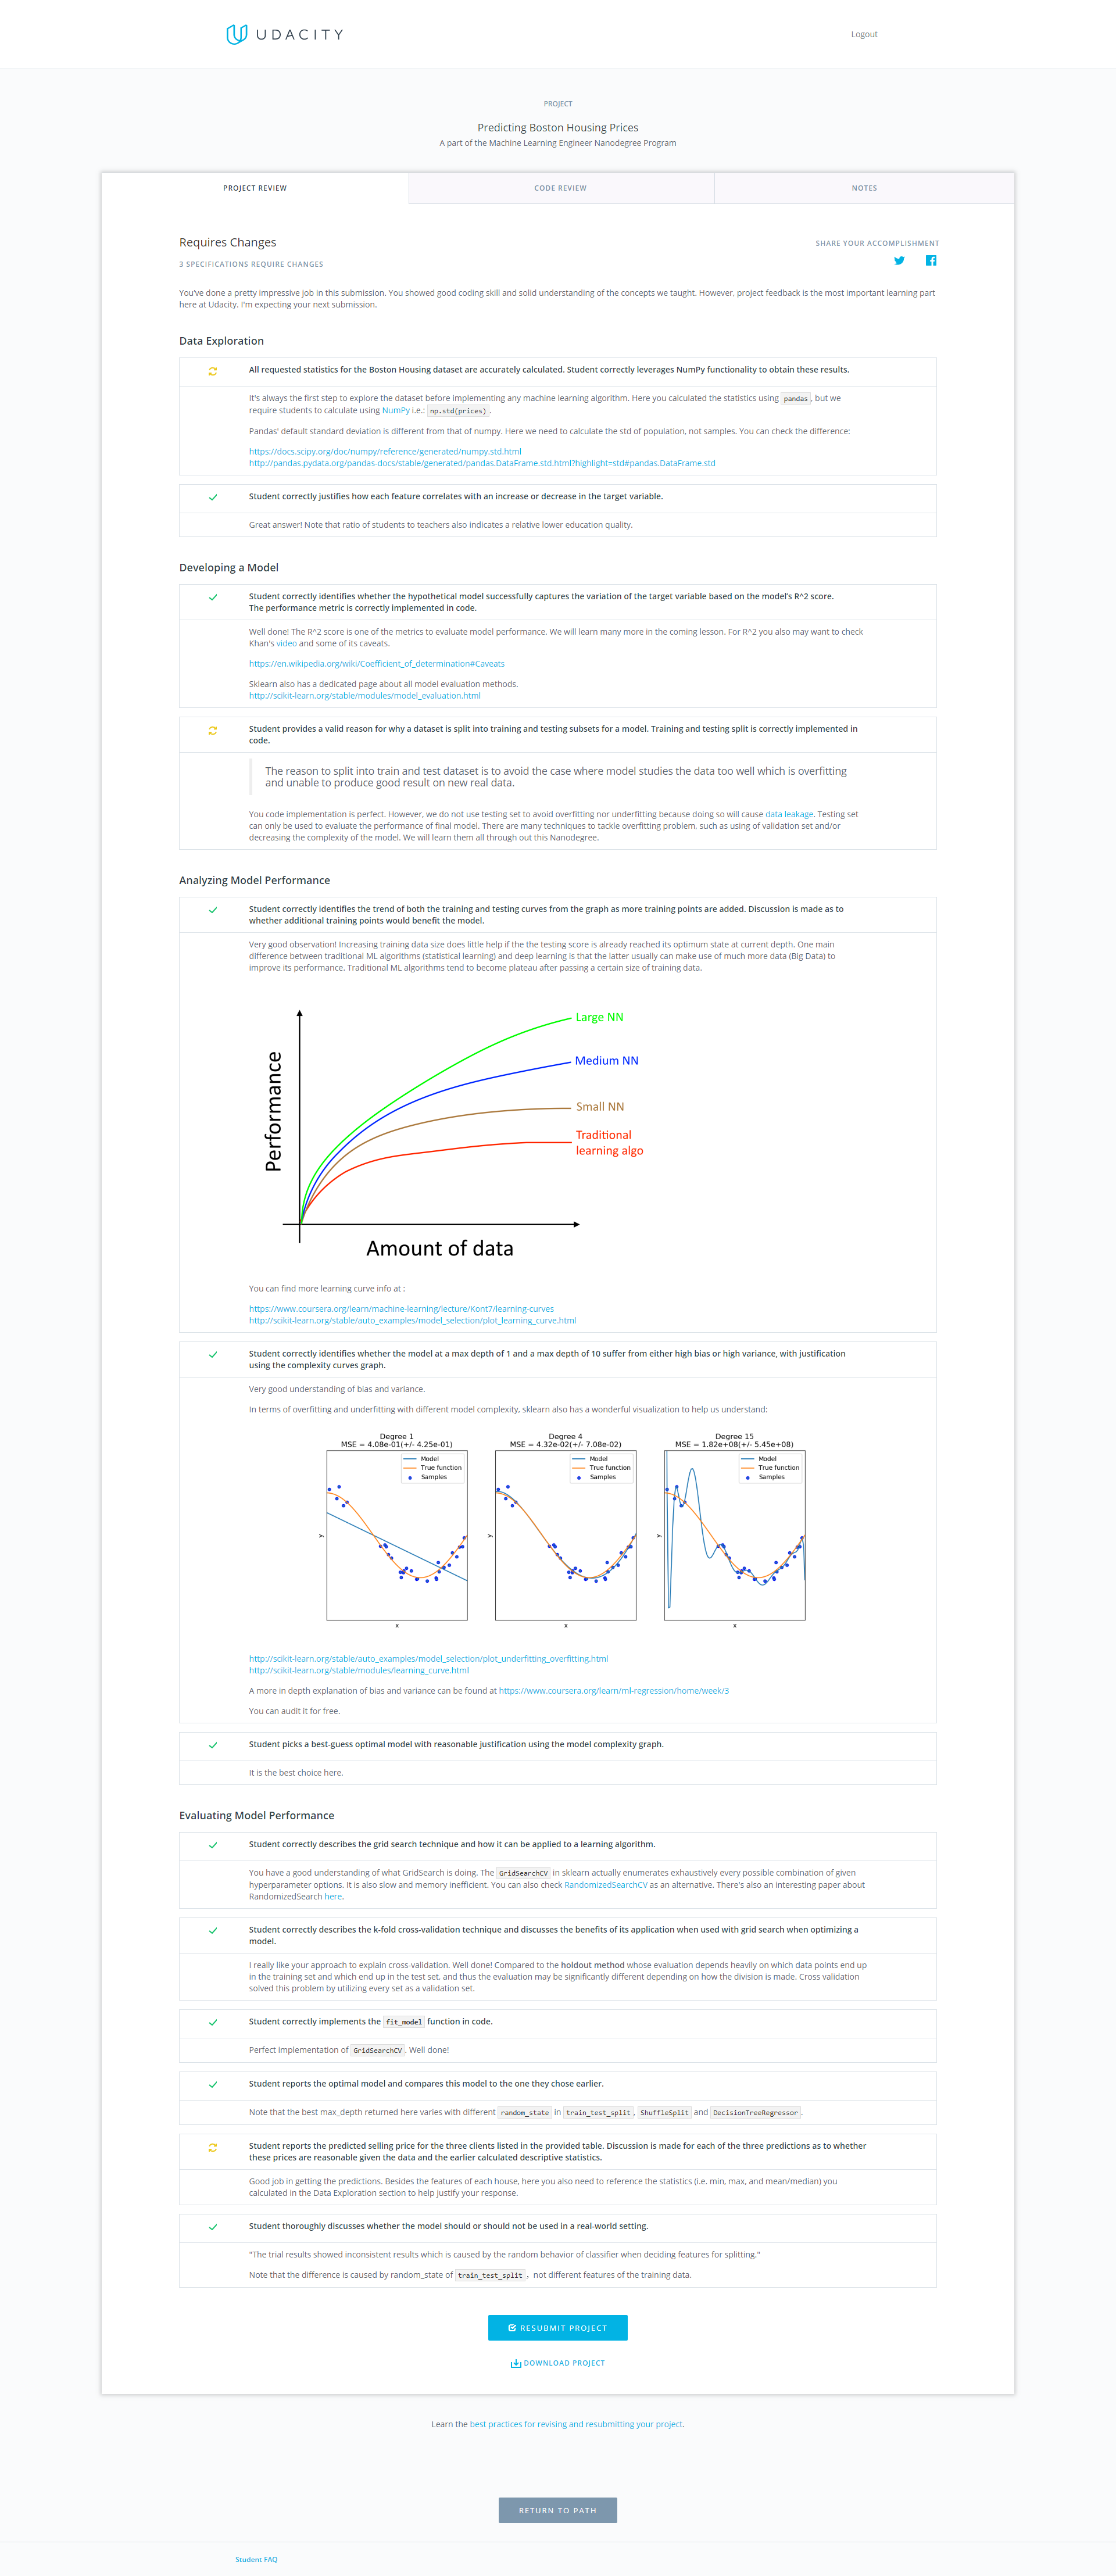 UDACITY
Logout
PROJECT
Predicting Boston Housing Prices
A part of the Machine Learning Engineer Nanodegree Program
PROJECT REVIEW
CODE REVIEW
NOTES
Requires Changes
SHARE YOUR ACCOMPLISHMENT
3 SPECIFICATIONS REQUIRE CHANGES
You've done a pretty impressive job in this submission. You showed good coding skill and solid understanding of the concepts we taught. However, project feedback is the most important learning part
here at Udacity. I'm expecting your next submission.
Data Exploration
All requested statistics for the Boston Housing dataset are accurately calculated. Student correctly leverages NumPy functionality to obtain these results.
It's always the first step to explore the dataset before implementing any machine learning algorithm. Here you calculated the statistics using pandas , but we
require students to calculate using NumPy i.e.: np.std(prices) .
Pandas' default standard deviation is different from that of numpy. Here we need to calculate the std of population, not samples. You can check the difference:
https://docs.scipy.org/doc/numpy/reference/generated/numpy.std.html
http://pandas.pydata.org/pandas-docs/stable/generated/pandas.DataFrame.std.html?highlight=std#pandas.DataFrame.std
Student correctly justifies how each feature correlates with an increase or decrease in the target variable.
Great answer! Note that ratio of students to teachers also indicates a relative lower education quality.
Developing a Model
Student correctly identifies whether the hypothetical model successfully captures the variation of the target variable based on the model's R^2 score.
The performance metric is correctly implemented in code.
Well done! The R^2 score is one of the metrics to evaluate model performance. We will learn many more in the coming lesson. For R^2 you also may want to check
Khan's video and some of its caveats.
https://en.wikipedia.org/wiki/Coefficient_of_determination#Caveats
Sklearn also has a dedicated page about all model evaluation methods,
http://scikit-learn.org/stable/modules/model_evaluation.html
Student provides a valid reason for why a dataset is split into training and testing subsets for a model. Training and testing split is correctly implemented in
code.
The reason to split into train and test dataset is to avoid the case where model studies the data too well which is overfitting
and unable to produce good result on new real data.
You code implementation is perfect. However, we do not use testing set to avoid overfitting nor underfitting because doing so will cause data leakage. Testing set
can only be used to evaluate the performance of final model. There are many techniques to tackle overfitting problem, such as using of validation set and/or
decreasing the complexity of the model. We will learn them all through out this Nanodegree.
Analyzing Model Performance
Student correctly identifies the trend of both the training and testing curves from the graph as more training points are added. Discussion is made as to
whether additional training points would benefit the model.
Very good observation! Increasing training data size does little help if the the testing score is already reached its optimum state at current depth. One main
difference between traditional ML algorithms (statistical learning) and deep learning is that the latter usually can make use of much more data (Big Data) to
improve its performance. Traditional ML algorithms tend to become plateau after passing a certain size of training data.
Large NN
Medium NN
Small NN
Traditional
learning algo
Performance
Amount of data
You can find more learning curve info at :
https://www.coursera.org/learn/machine-learning/lecture/Kont7/learning-curves
http://scikit-learn.org/stable/auto_examples/model_selection/plot_learning_curve.html
Student correctly identifies whether the model at a max depth of 1 and a max depth of 10 suffer from either high bias or high variance, with justification
using the complexity curves graph.
Very good understanding of bias and variance.
In terms of overfitting and underfitting with different model complexity, sklearn also has a wonderful visualization to help us understand:
Degree 1
MSE = 4.08e-01(+/- 4.25e-01)
Model
True function
Samples
y
x
Degree 4
MSE = 4.32e-02(+/- 7.08e-02)
Model
True function
Samples
y
x
Degree 15
MSE = 1.82e+08(+/- 5.45e+08)
Model
True function
Samples
y
x
http://scikit-learn.org/stable/auto_examples/model_selection/plot_underfitting_overfitting.html
http://scikit-learn.org/stable/modules/learning_curve.html
A more in depth explanation of bias and variance can be found at https://www.coursera.org/learn/ml-regression/home/week/3
You can audit it for free.
Student picks a best-guess optimal model with reasonable justification using the model complexity graph.
It is the best choice here.
Evaluating Model Performance
Student correctly describes the grid search technique and how it can be applied to a learning algorithm.
You have a good understanding of what GridSearch is doing. The GridSearchCV in sklearn actually enumerates exhaustively every possible combination of given
hyperparameter options. It is also slow and memory inefficient. You can also check RandomizedSearchCV as an alternative. There's also an interesting paper about
RandomizedSearch here.
Student correctly describes the k-fold cross-validation technique and discusses the benefits of its application when used with grid search when optimizing a
model.
I really like your approach to explain cross-validation. Well done! Compared to the holdout method whose evaluation depends heavily on which data points end up
in the training set and which end up in the test set, and thus the evaluation may be significantly different depending on how the division is made. Cross validation
solved this problem by utilizing every set as a validation set.
Student correctly implements the fit_model function in code.
Perfect implementation of GridSearchCV . Well done!
Student reports the optimal model and compares this model to the one they chose earlier.
Note that the best max_depth returned here varies with different random_state in train_test_split , ShuffleSplit and DecisionTreeRegressor .
Student reports the predicted selling price for the three clients listed in the provided table. Discussion is made for each of the three predictions as to whether
these prices are reasonable given the data and the earlier calculated descriptive statistics.
Good job in getting the predictions. Besides the features of each house, here you also need to reference the statistics (i.e. min, max, and mean/median) you
calculated in the Data Exploration section to help justify your response.
Student thoroughly discusses whether the model should or should not be used in a real-world setting.
"The trial results showed inconsistent results which is caused by the random behavior of classifier when deciding features for splitting."
Note that the difference is caused by random_state of train_test_split ， not different features of the training data.
RESUBMIT PROJECT
DOWNLOAD PROJECT
Learn the best practices for revising and resubmitting your project.
RETURN TO PATH
Student FAQ